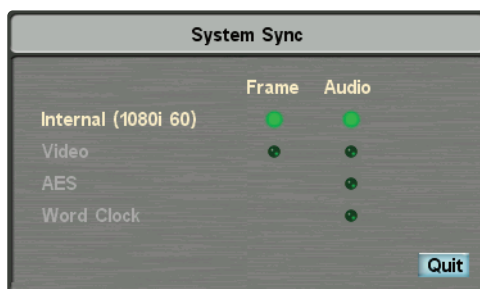 System Sync
Frame Audio
Internal (1080i 60)
Video
AES
Word Clock
Quit